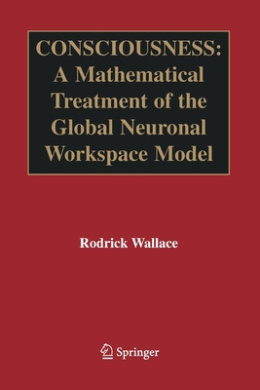 CONSCIOUSNESS:
A Mathematical
Treatment of the
Global Neuronal
Workspace Model
Rodrick Wallace
Springer